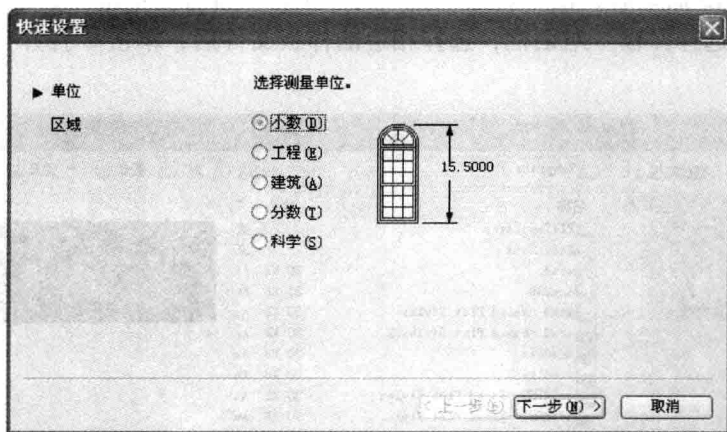 快速设置
单位
区域
选择测量单位。
小数(D)
工程(E)
建筑(A)
分数(T)
科学(S)
15.5000
< 上一步(B)
下一步(N) >
取消